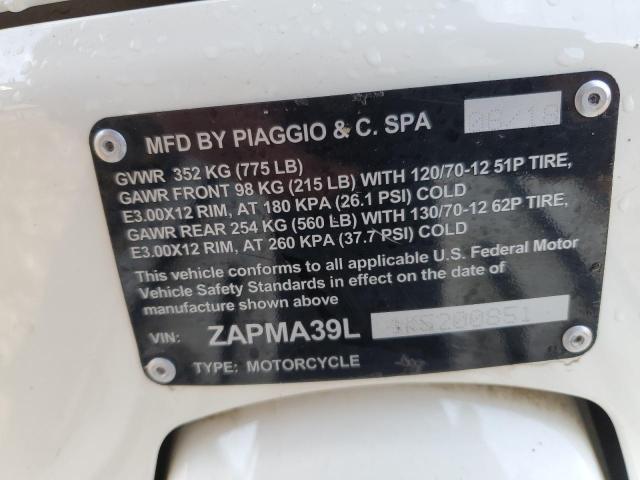 MFD BY PIAGGIO & C. SPA 08/18
GVWR 352 KG (775 LB)
GAWR FRONT 98 KG (215 LB) WITH 120/70-12 51P TIRE,
E3.00X12 RIM, AT 180 KPA (26.1 PSI) COLD
GAWR REAR 254 KG (560 LB) WITH 130/70-12 62P TIRE,
E3.00X12 RIM, AT 260 KPA (37.7 PSI) COLD
This vehicle conforms to all applicable U.S. Federal Motor
Vehicle Safety Standards in effect on the date of
manufacture shown above
VIN: ZAPMA39L 1K5200851
TYPE: MOTORCYCLE